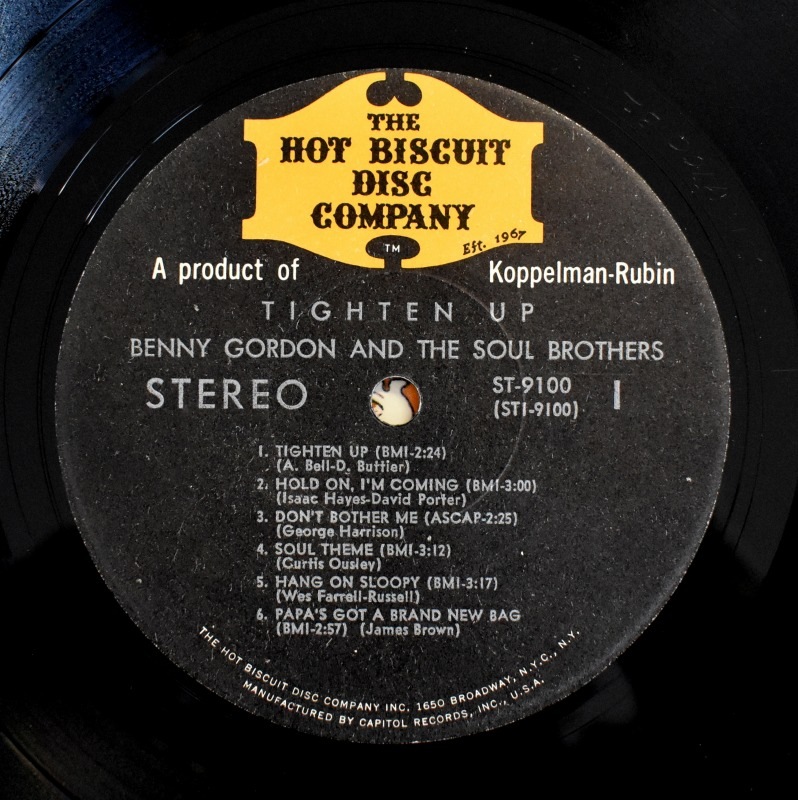 THE
HOT BISCUIT
DISC
COMPANY
TM
Eft. 1967
A product of Koppelman-Rubin
TIGHTEN UP
BENNY GORDON AND THE SOUL BROTHERS
STEREO ST-9100 1
(ST1-9100)
1. TIGHTEN UP (BMI-2:24)
(A. Bell-D. Buttier)
2. HOLD ON, I'M COMING (BMI-3:00)
(Isaac Hayes-David Porter)
3. DON'T BOTHER ME (ASCAP-2:25)
(George Harrison)
4. SOUL THEME (BMI-3:12)
(Curtis Ousley)
5. HANG ON SLOOPY (BMI-3:17)
(Wes Farrell-Russell)
6. PAPA'S GOT A BRAND NEW BAG
(BMI-2:57) (James Brown)
THE HOT BISCUIT DISC COMPANY INC. 1650 BROADWAY, N.Y.C., N.Y.
MANUFACTURED BY CAPITOL RECORDS, INC., U.S.A.